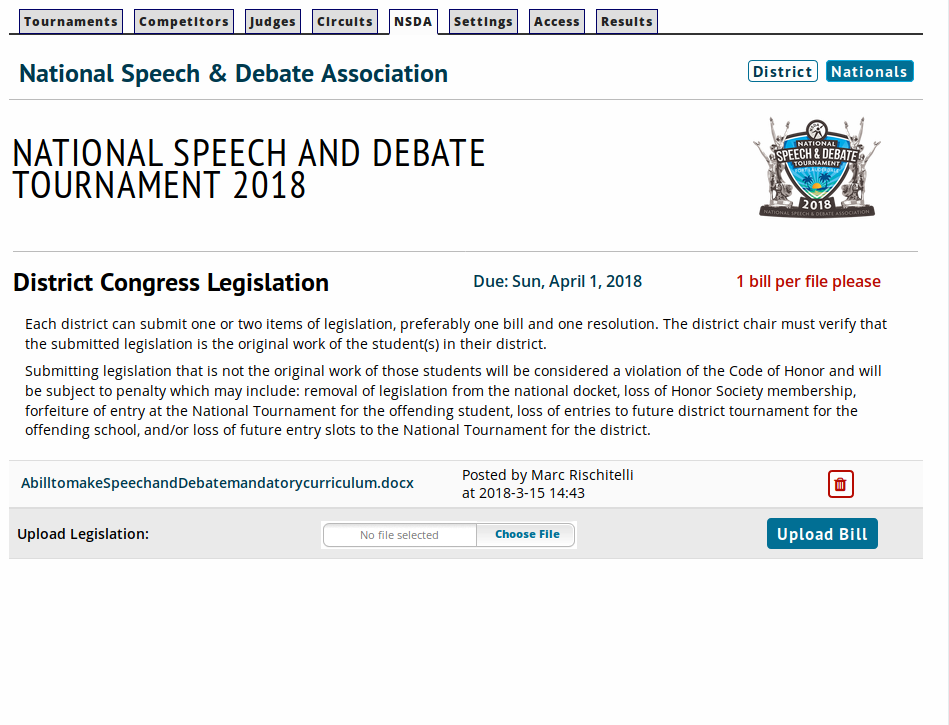 Tournaments Competitors Judges Circuits NSDA Settings Access Results
National Speech & Debate Association
District Nationals
NATIONAL SPEECH AND DEBATE
TOURNAMENT 2018
NATIONAL
SPEECH & DEBATE
TOURNAMENT
FORT LAUDERDALE
2018
NATIONAL SPEECH & DEBATE ASSOCIATION
District Congress Legislation Due: Sun, April 1, 2018 1 bill per file please
Each district can submit one or two items of legislation, preferably one bill and one resolution. The district chair must verify that
the submitted legislation is the original work of the student(s) in their district.
Submitting legislation that is not the original work of those students will be considered a violation of the Code of Honor and will
be subject to penalty which may include: removal of legislation from the national docket, loss of Honor Society membership,
forfeiture of entry at the National Tournament for the offending student, loss of entries to future district tournament for the
offending school, and/or loss of future entry slots to the National Tournament for the district.
AbilltomakeSpeechandDebatemandatorycurriculum.docx
Posted by Marc Rischitelli
at 2018-3-15 14:43
Upload Legislation: No file selected Choose File Upload Bill